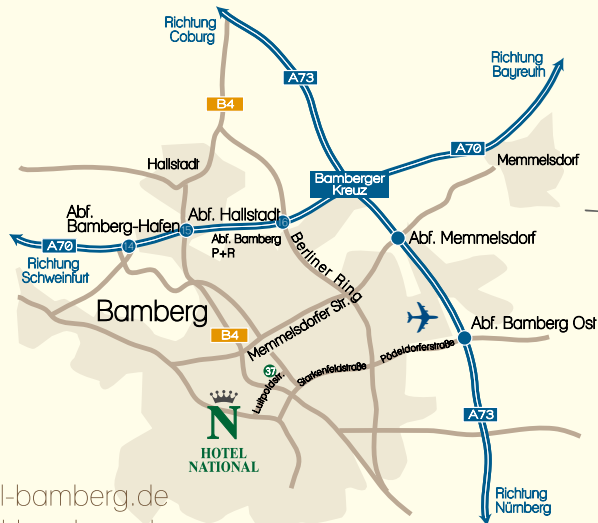 Richtung
Coburg
A73
Richtung
Bayreuth
B4
A70
Memmelsdorf
Hallstadt
Bamberger
Kreuz
Abf.
Bamberg-Hafen
Abf. Hallstadt
16
15
14
A70
Abf. Bamberg
P+R
Berliner Ring
Abf. Memmelsdorf
Richtung
Schweinfurt
Bamberg
B4
Memmelsdorfer Str.
Abf. Bamberg Ost
Pödeldorferstraße
Starkenfeldstraße
37
Luitpoldstr.
A73
N
HOTEL
NATIONAL
Richtung
Nürnberg
l-bamberg.de